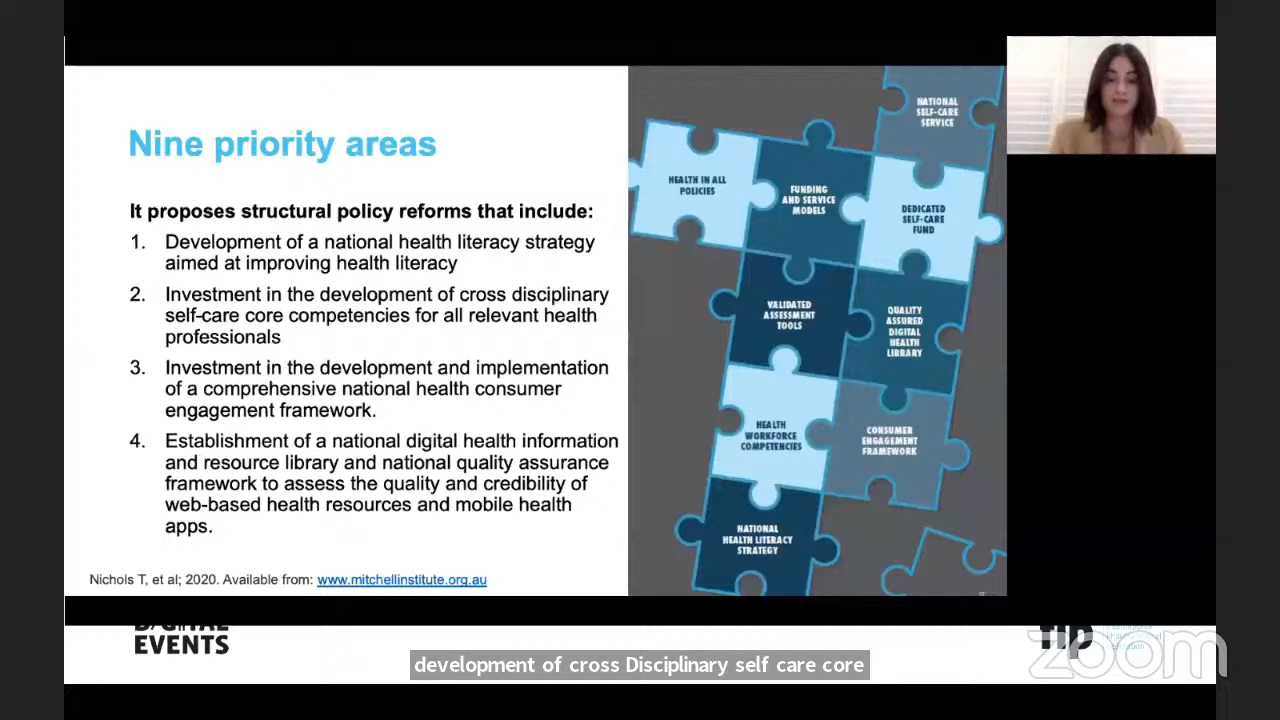 Nine priority areas
It proposes structural policy reforms that include:
1. Development of a national health literacy strategy
aimed at improving health literacy
2. Investment in the development of cross disciplinary
self-care core competencies for all relevant health
professionals
3. Investment in the development and implementation
of a comprehensive national health consumer
engagement framework.
4. Establishment of a national digital health information
and resource library and national quality assurance
framework to assess the quality and credibility of
web-based health resources and mobile health
apps.
Nichols T, et al; 2020. Available from: www.mitchellinstitute.org.au
NATIONAL
SELF-CARE
SERVICE
HEALTH IN ALL
POLICIES
FUNDING
AND SERVICE
MODELS
DEDICATED
SELF-CARE
FUND
VALIDATED
ASSESSMENT
TOOLS
QUALITY
ASSURED
DIGITAL
HEALTH
LIBRARY
HEALTH
WORKFORCE
COMPETENCIES
CONSUMER
ENGAGEMENT
FRAMEWORK
NATIONAL
HEALTH LITERACY
STRATEGY
DIGITAL
EVENTS
fip
zoom
development of cross Disciplinary self care core